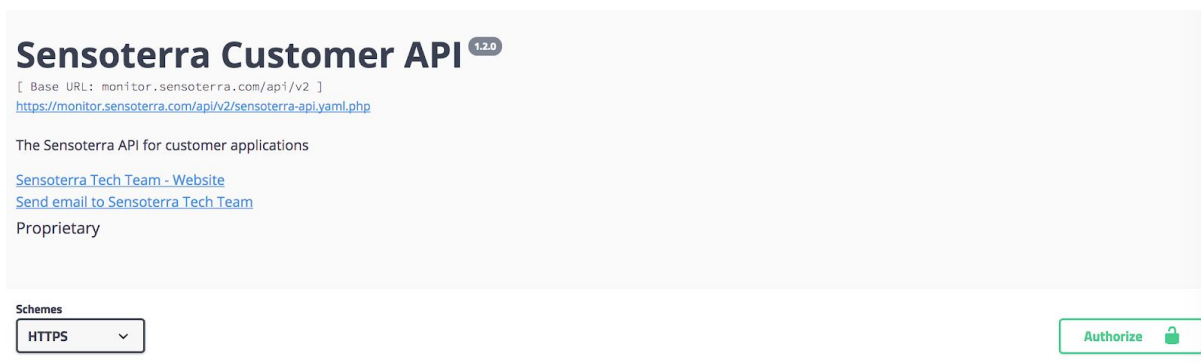 Sensoterra Customer API 1.2.0
[ Base URL: monitor.sensoterra.com/api/v2 ]
https://monitor.sensoterra.com/api/v2/sensoterra-api.yaml.php
The Sensoterra API for customer applications
Sensoterra Tech Team - Website
Send email to Sensoterra Tech Team
Proprietary
Schemes
HTTPS
Authorize